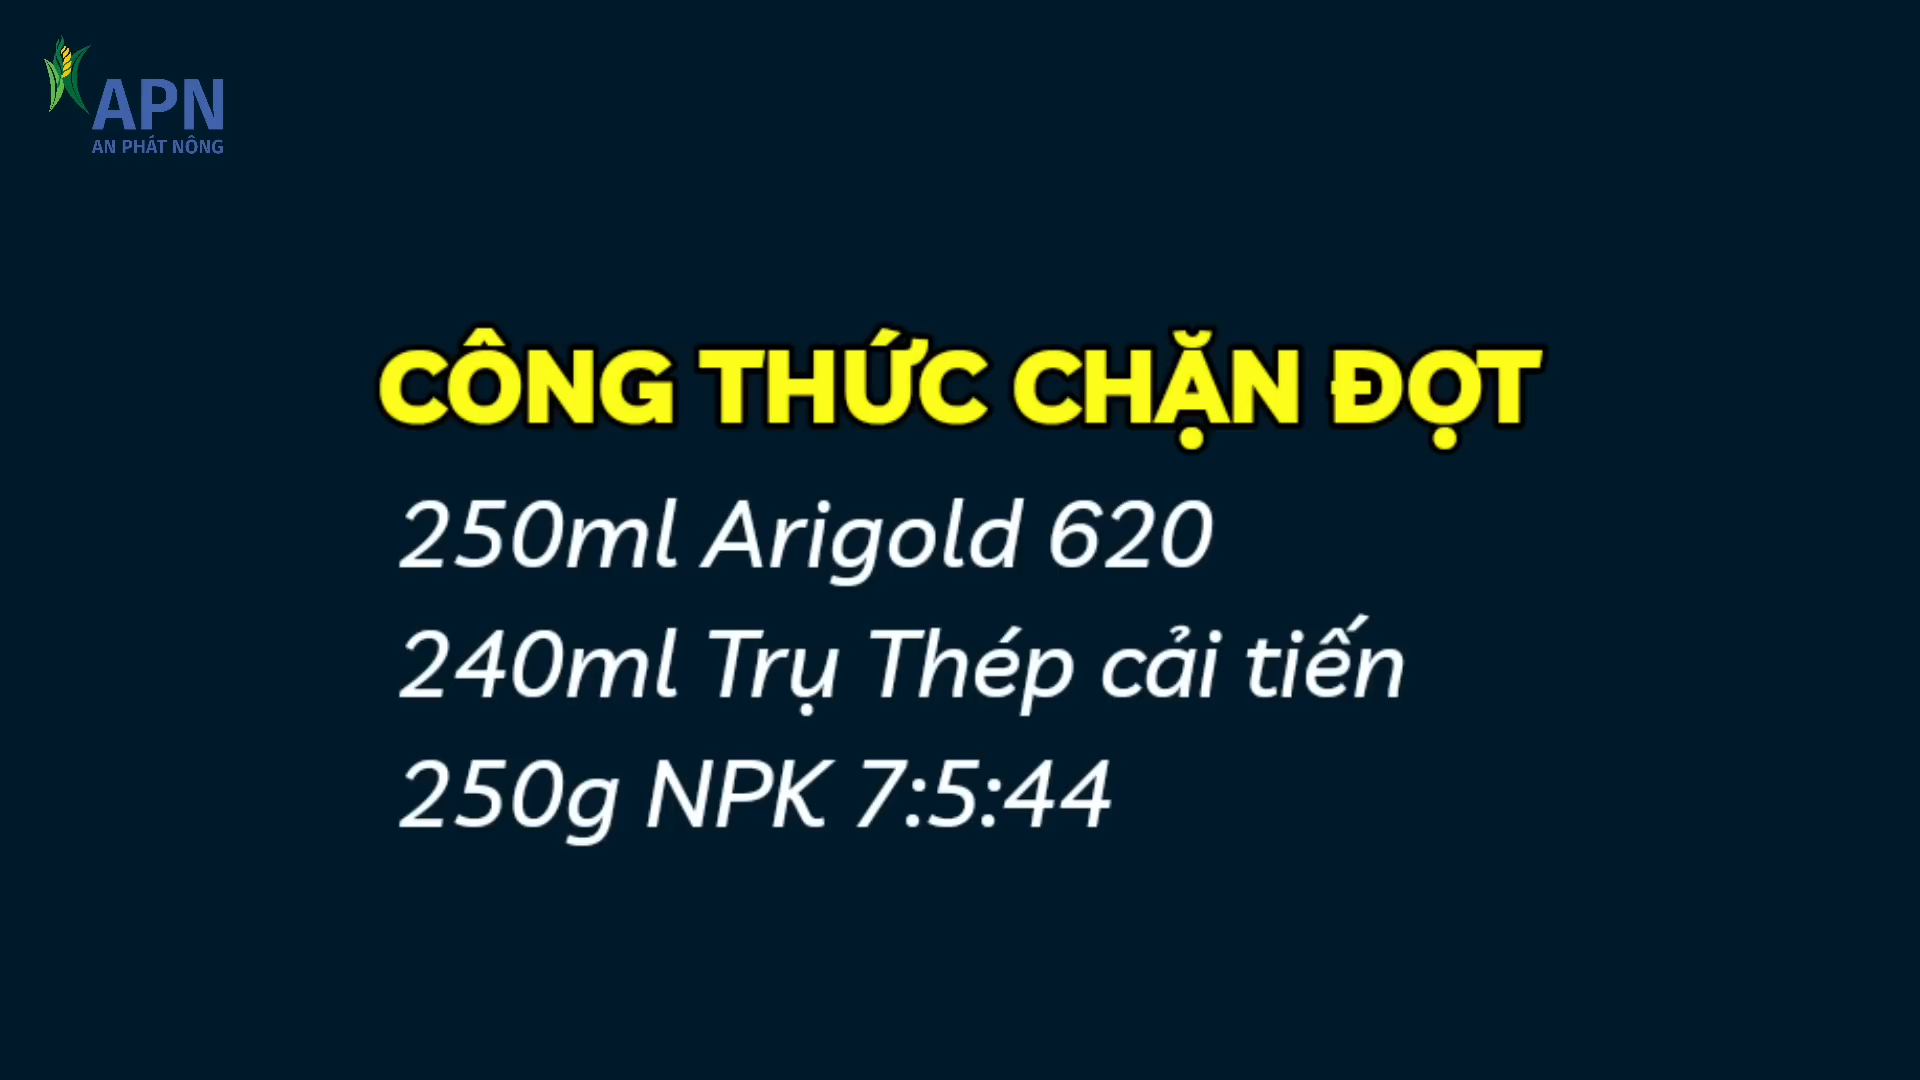 APN
AN PHÁT NÔNG
CÔNG THỨC CHẶN ĐỌT
250ml Arigold 620
240ml Trụ Thép cải tiến
250g NPK 7:5:44